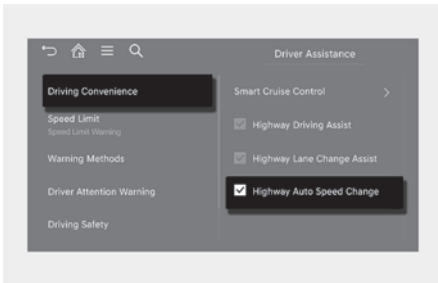 Driver Assistance
Driving Convenience
Speed Limit
Speed Limit Warning
Warning Methods
Driver Attention Warning
Driving Safety
Smart Cruise Control
Highway Driving Assist
Highway Lane Change Assist
Highway Auto Speed Change